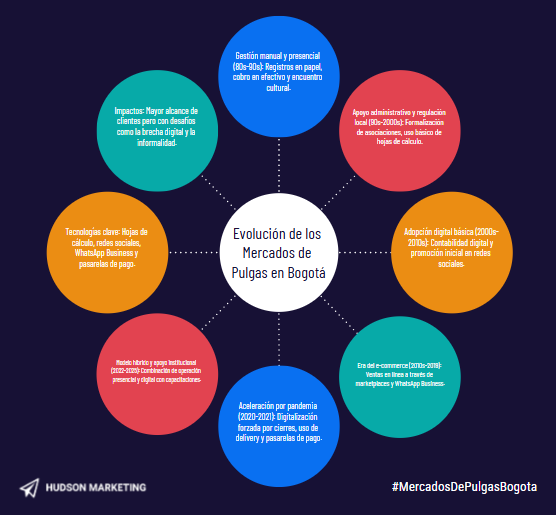 Gestión manual y presencial
(80s-90s): Registros en papel,
cobro en efectivo y encuentro
cultural.
Apoyo administrativo y regulación
local (90s-2000s): Formalización
de asociaciones, uso básico de
hojas de cálculo.
Adopción digital básica (2000s-
2010s): Contabilidad digital y
promoción inicial en redes
sociales.
Era del e-commerce (2010s-2019):
Ventas en línea a través de
marketplaces y WhatsApp Business.
Aceleración por pandemia
(2020-2021): Digitalización
forzada por cierres, uso de
delivery y pasarelas de pago.
Modelo híbrido y apoyo institucional
(2022-2025): Combinación de operación
presencial y digital con capacitaciones.
Tecnologías clave: Hojas de
cálculo, redes sociales,
WhatsApp Business y
pasarelas de pago.
Impactos: Mayor alcance de
clientes pero con desafíos
como la brecha digital y la
informalidad.
Evolución de los
Mercados de
Pulgas en Bogotá
HUDSON MARKETING
#MercadosDePulgasBogota